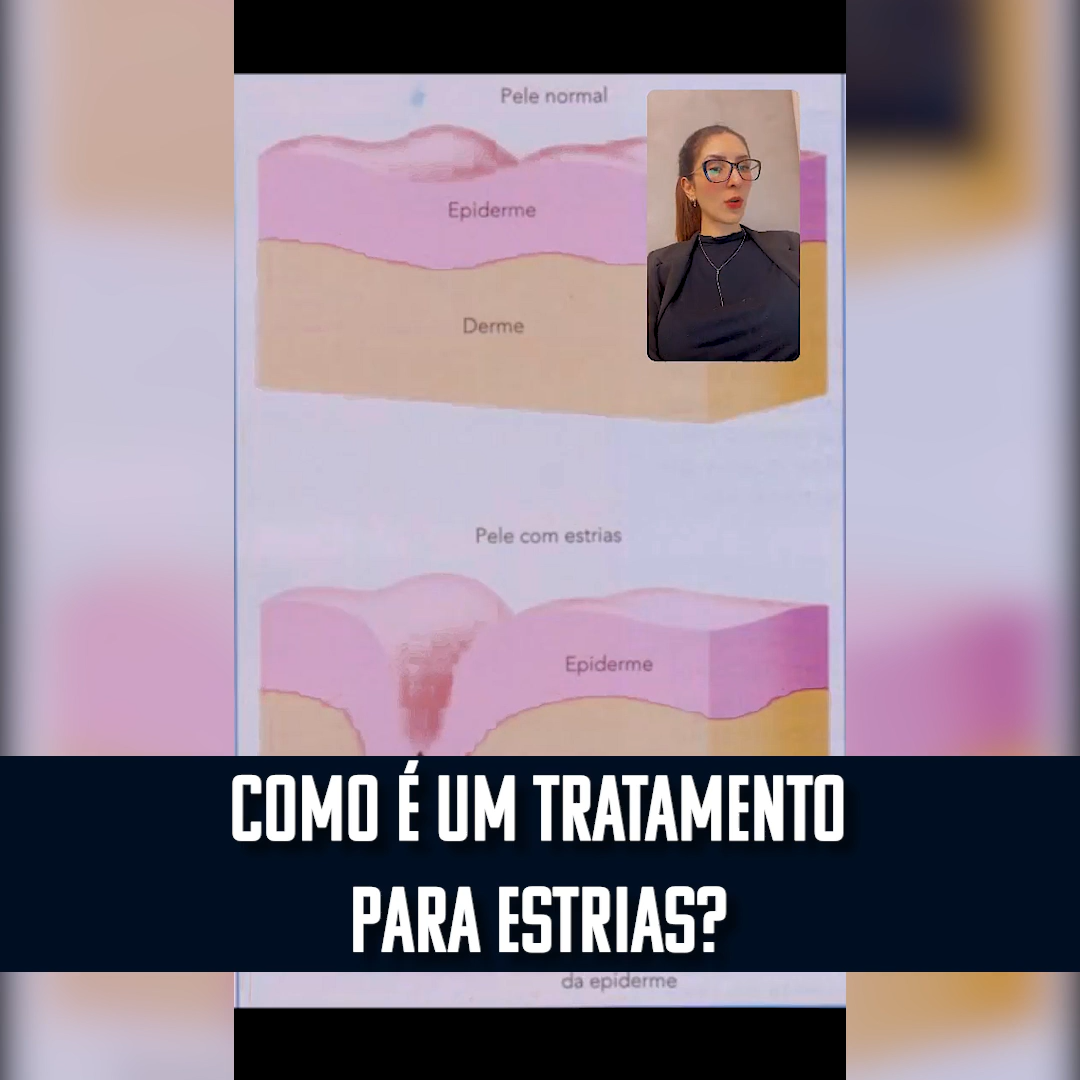 Pele normal
Epiderme
Derme
Pele com estrias
Epiderme
COMO É UM TRATAMENTO
PARA ESTRIAS?
da epiderme